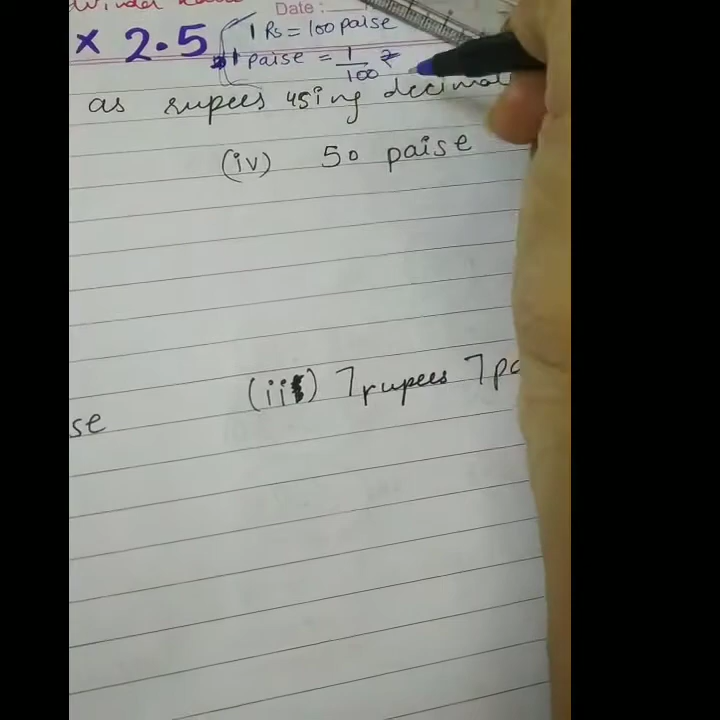 Date :
1 Rs = 100 paise
x 2.5
1 paise = 1/100 ₹
as rupees using decimal
(iv) 50 paise
(iii) 7 rupees 7 pa
se